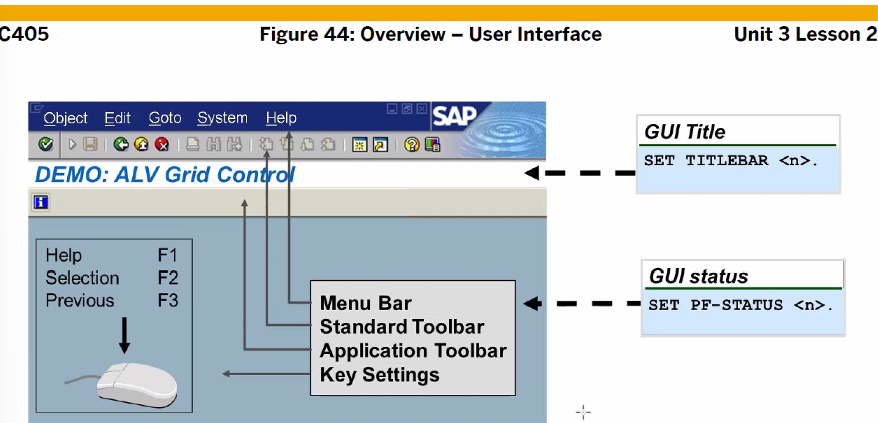 C405
Figure 44: Overview – User Interface
Unit 3 Lesson 2
Object Edit Goto System Help
SAP
DEMO: ALV Grid Control
GUI Title
SET TITLEBAR <n>.
Help F1
Selection F2
Previous F3
Menu Bar
Standard Toolbar
Application Toolbar
Key Settings
GUI status
SET PF-STATUS <n>.